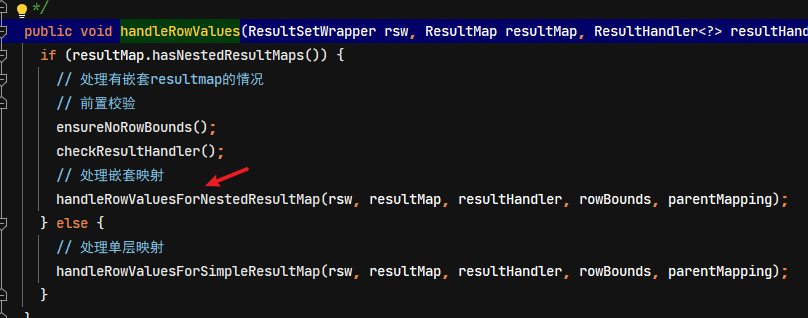 */
public void handleRowValues(ResultSetWrapper rsw, ResultMap resultMap, ResultHandler<?> resultHand
if (resultMap.hasNestedResultMaps()) {
// 处理有嵌套resultmap的情况
// 前置校验
ensureNoRowBounds();
checkResultHandler();
// 处理嵌套映射
handleRowValuesForNestedResultMap(rsw, resultMap, resultHandler, rowBounds, parentMapping);
} else {
// 处理单层映射
handleRowValuesForSimpleResultMap(rsw, resultMap, resultHandler, rowBounds, parentMapping);
}
}